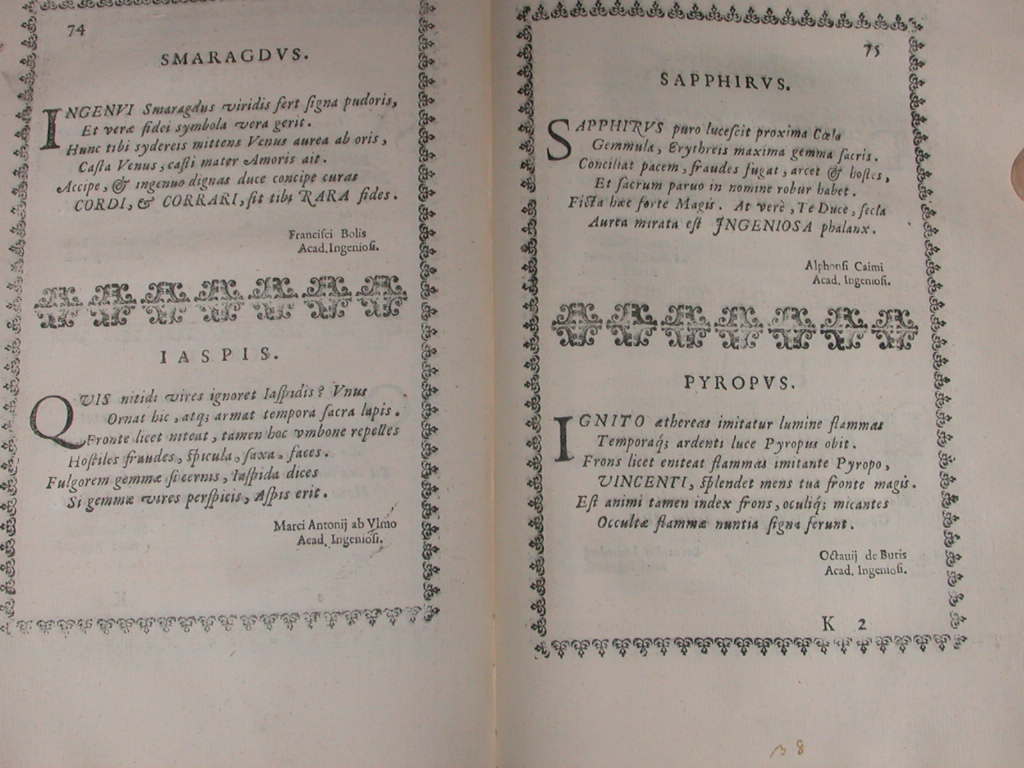 74
SMARAGDVS.
INGENVI Smaragdus viridis fert signa pudoris,
Et veræ fidei symbola vera gerit.
Hunc tibi sydereis mittens Venus aurea ab oris,
Casta Venus, casti mater Amoris ait.
Accipe, & ingenuo dignas duce concipe curas
CORDI, & CORRARI, sit tibi RARA fides.
Francisci Bolis
Acad. Ingeniosi.
IASPIS.
QVIS nitidi vires ignoret Iaspidis? Vnus
Ornat hic, atq; armat tempora sacra lapis.
Fronte licet niteat, tamen hoc vmbone repelles
Hostiles fraudes, spicula, saxa, faces.
Fulgorem gemmæ si cernis, Iaspida dices
Si gemmæ vires perspicis, Aspis erit.
Marci Antonij ab Vlmo
Acad. Ingeniosi.
75
SAPPHIRVS.
SAPPHIRVS puro lucescit proxima Cœlo
Gemmula, Erythreis maxima gemma sacris.
Conciliat pacem, fraudes fugat, arcet & hostes,
Et sacrum paruo in nomine robur habet.
Ficta hæc forte Magis. At verè, Te Duce, secla
Aurea mirata est INGENIOSA phalanx.
Alphonsi Caimi
Acad. Ingeniosi.
PYROPVS.
IGNITO æthereas imitatur lumine flammas
Temporaq; ardenti luce Pyropus obit.
Frons licet eniteat flammas imitante Pyropo,
VINCENTI, splendet mens tua fronte magis.
Est animi tamen index frons, oculiq; micantes
Occultæ flammæ nuntia signa ferunt.
Octauij de Buris
Acad. Ingeniosi.
K 2